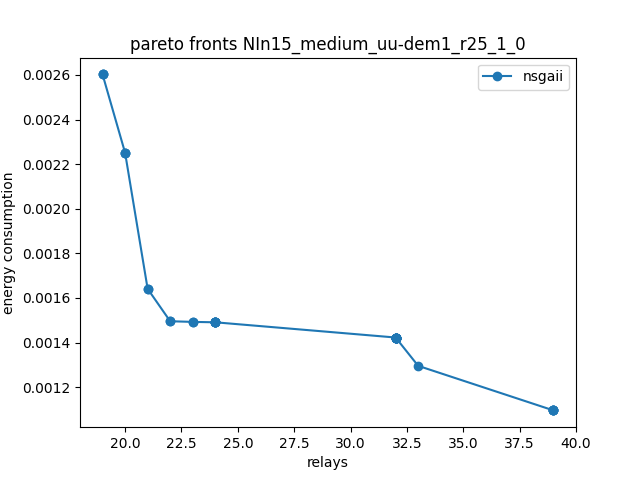 pareto fronts NIn15_medium_uu-dem1_r25_1_0
nsgaii
energy consumption
0.0026
0.0024
0.0022
0.0020
0.0018
0.0016
0.0014
0.0012
20.0 22.5 25.0 27.5 30.0 32.5 35.0 37.5 40.0
relays